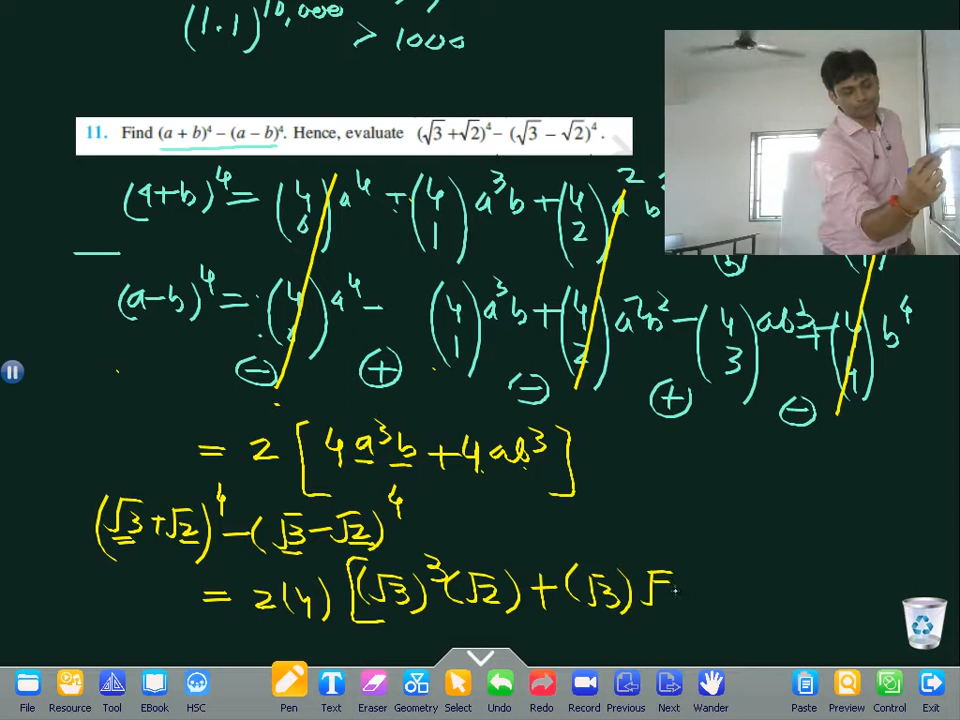 (1.1)^10,000 > 1000
11. Find (a + b)⁴ – (a – b)⁴. Hence, evaluate (√3 + √2)⁴ – (√3 – √2)⁴ .
(a+b)⁴ = (4 0) a⁴ + (4 1) a³b + (4 2) a²b²
(a-b)⁴ = (4 0) a⁴ - (4 1) a³b + (4 2) a²b² - (4 3) ab³ + (4 4) b⁴
⊖ ⊕ ⊖ ⊕ ⊖
= 2 [4a³b + 4ab³]
(√3+√2)⁴ - (√3-√2)⁴
= 2(4) [(√3)³(√2) + (√3) √
File Resource Tool EBook HSC Pen Text Eraser Geometry Select Undo Redo Record Previous Next Wander Paste Preview Control Exit